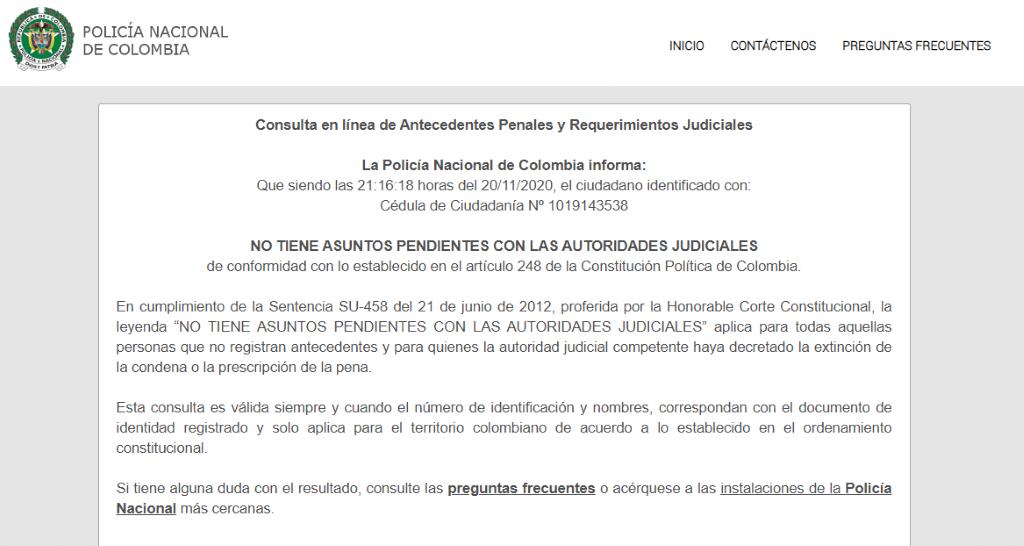 POLICÍA NACIONAL
DE COLOMBIA
INICIO CONTÁCTENOS PREGUNTAS FRECUENTES
Consulta en línea de Antecedentes Penales y Requerimientos Judiciales
La Policía Nacional de Colombia informa:
Que siendo las 21:16:18 horas del 20/11/2020, el ciudadano identificado con:
Cédula de Ciudadanía Nº 1019143538
NO TIENE ASUNTOS PENDIENTES CON LAS AUTORIDADES JUDICIALES
de conformidad con lo establecido en el artículo 248 de la Constitución Política de Colombia.
En cumplimiento de la Sentencia SU-458 del 21 de junio de 2012, proferida por la Honorable Corte Constitucional, la
leyenda “NO TIENE ASUNTOS PENDIENTES CON LAS AUTORIDADES JUDICIALES” aplica para todas aquellas
personas que no registran antecedentes y para quienes la autoridad judicial competente haya decretado la extinción de
la condena o la prescripción de la pena.
Esta consulta es válida siempre y cuando el número de identificación y nombres, correspondan con el documento de
identidad registrado y solo aplica para el territorio colombiano de acuerdo a lo establecido en el ordenamiento
constitucional.
Si tiene alguna duda con el resultado, consulte las preguntas frecuentes o acérquese a las instalaciones de la Policía
Nacional más cercanas.